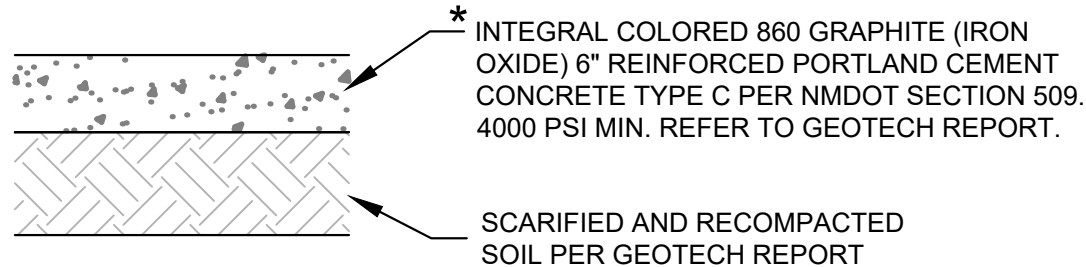 * INTEGRAL COLORED 860 GRAPHITE (IRON
OXIDE) 6" REINFORCED PORTLAND CEMENT
CONCRETE TYPE C PER NMDOT SECTION 509.
4000 PSI MIN. REFER TO GEOTECH REPORT.
SCARIFIED AND RECOMPACTED
SOIL PER GEOTECH REPORT